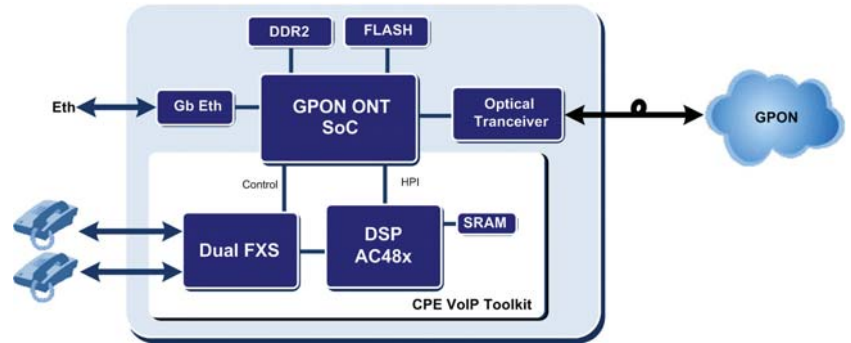 DDR2
FLASH
Eth
Gb Eth
GPON ONT
SoC
Optical
Tranceiver
GPON
Control
HPI
Dual FXS
DSP
AC48x
SRAM
CPE VoIP Toolkit